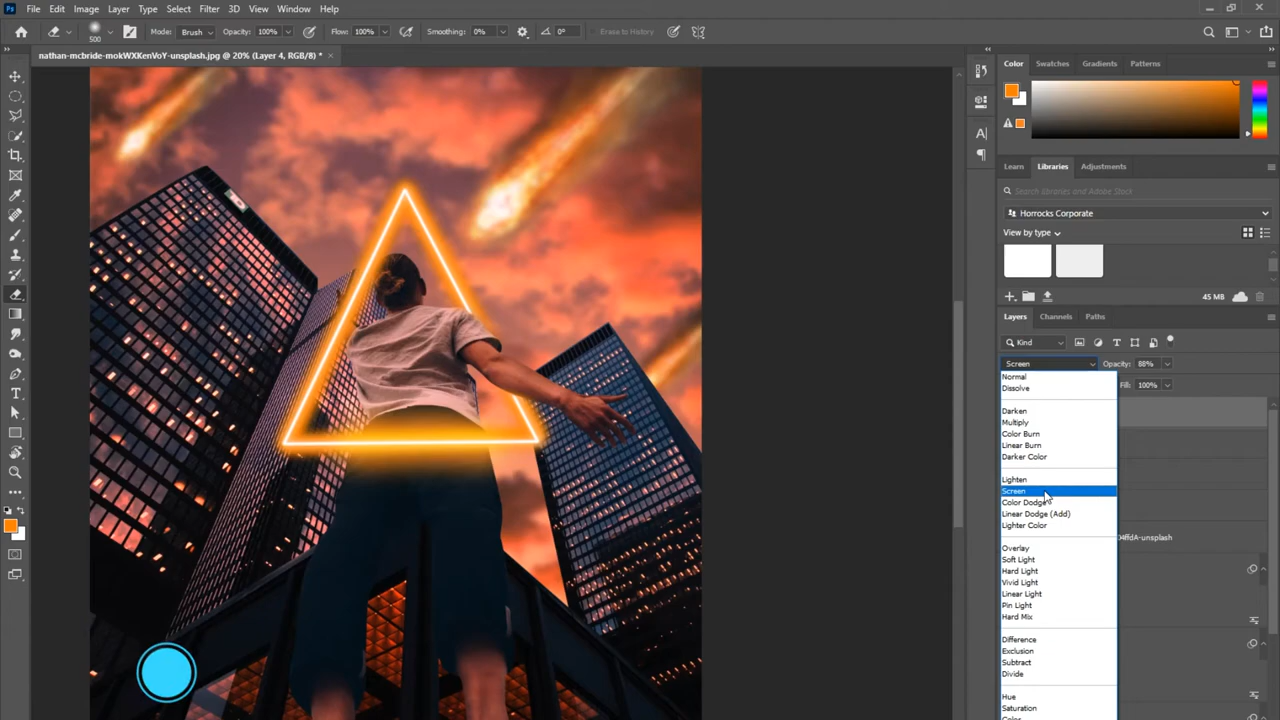 Ps File Edit Image Layer Type Select Filter 3D View Window Help
500 Mode: Brush Opacity: 100% Flow: 100% Smoothing: 0% 0° Erase to History
nathan-mcbride-mokWXKenVoY-unsplash.jpg @ 20% (Layer 4, RGB/8) *
Color Swatches Gradients Patterns
Learn Libraries Adjustments
Search libraries and Adobe Stock
Horrocks Corporate
View by type
45 MB
Layers Channels Paths
Kind
Screen Opacity: 88%
Normal Fill: 100%
Dissolve
Darken
Multiply
Color Burn
Linear Burn
Darker Color
Lighten
Screen
Color Dodge
Linear Dodge (Add)
Lighter Color
04ffdA-unsplash
Overlay
Soft Light
Hard Light
Vivid Light
Linear Light
Pin Light
Hard Mix
Difference
Exclusion
Subtract
Divide
Hue
Saturation